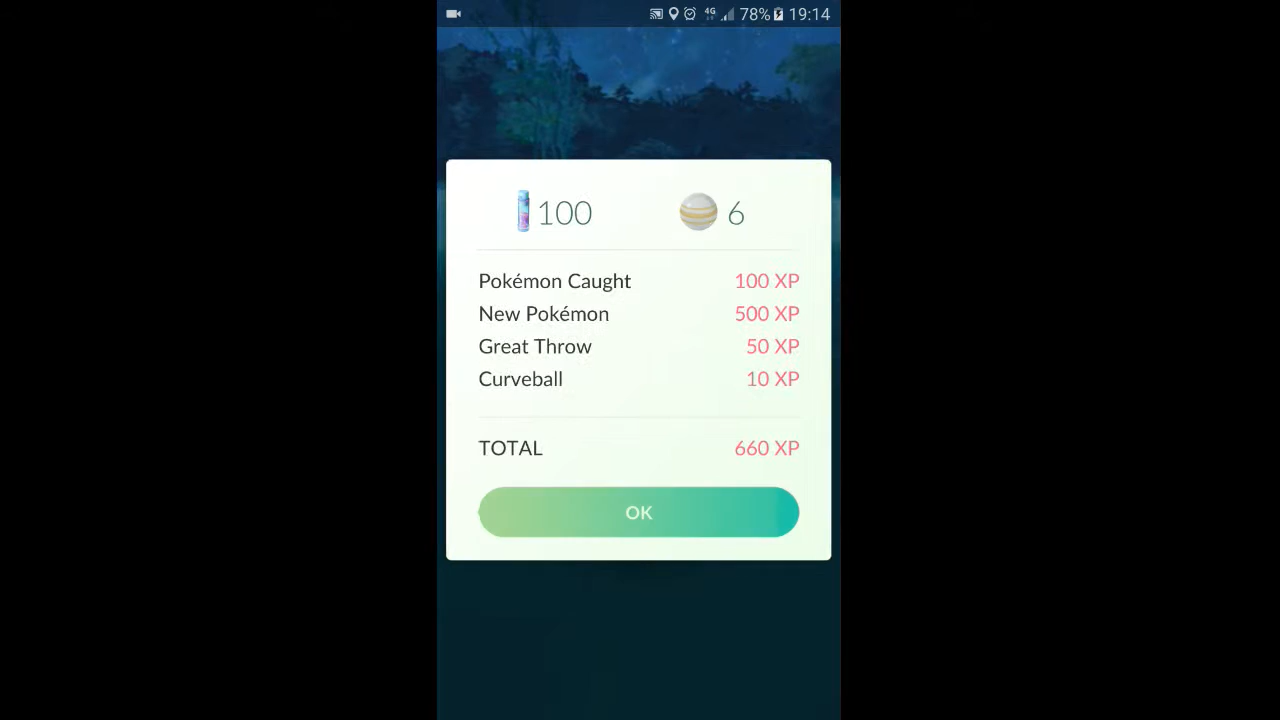 4G 78% 19:14
100 6
Pokémon Caught 100 XP
New Pokémon 500 XP
Great Throw 50 XP
Curveball 10 XP
TOTAL 660 XP
OK